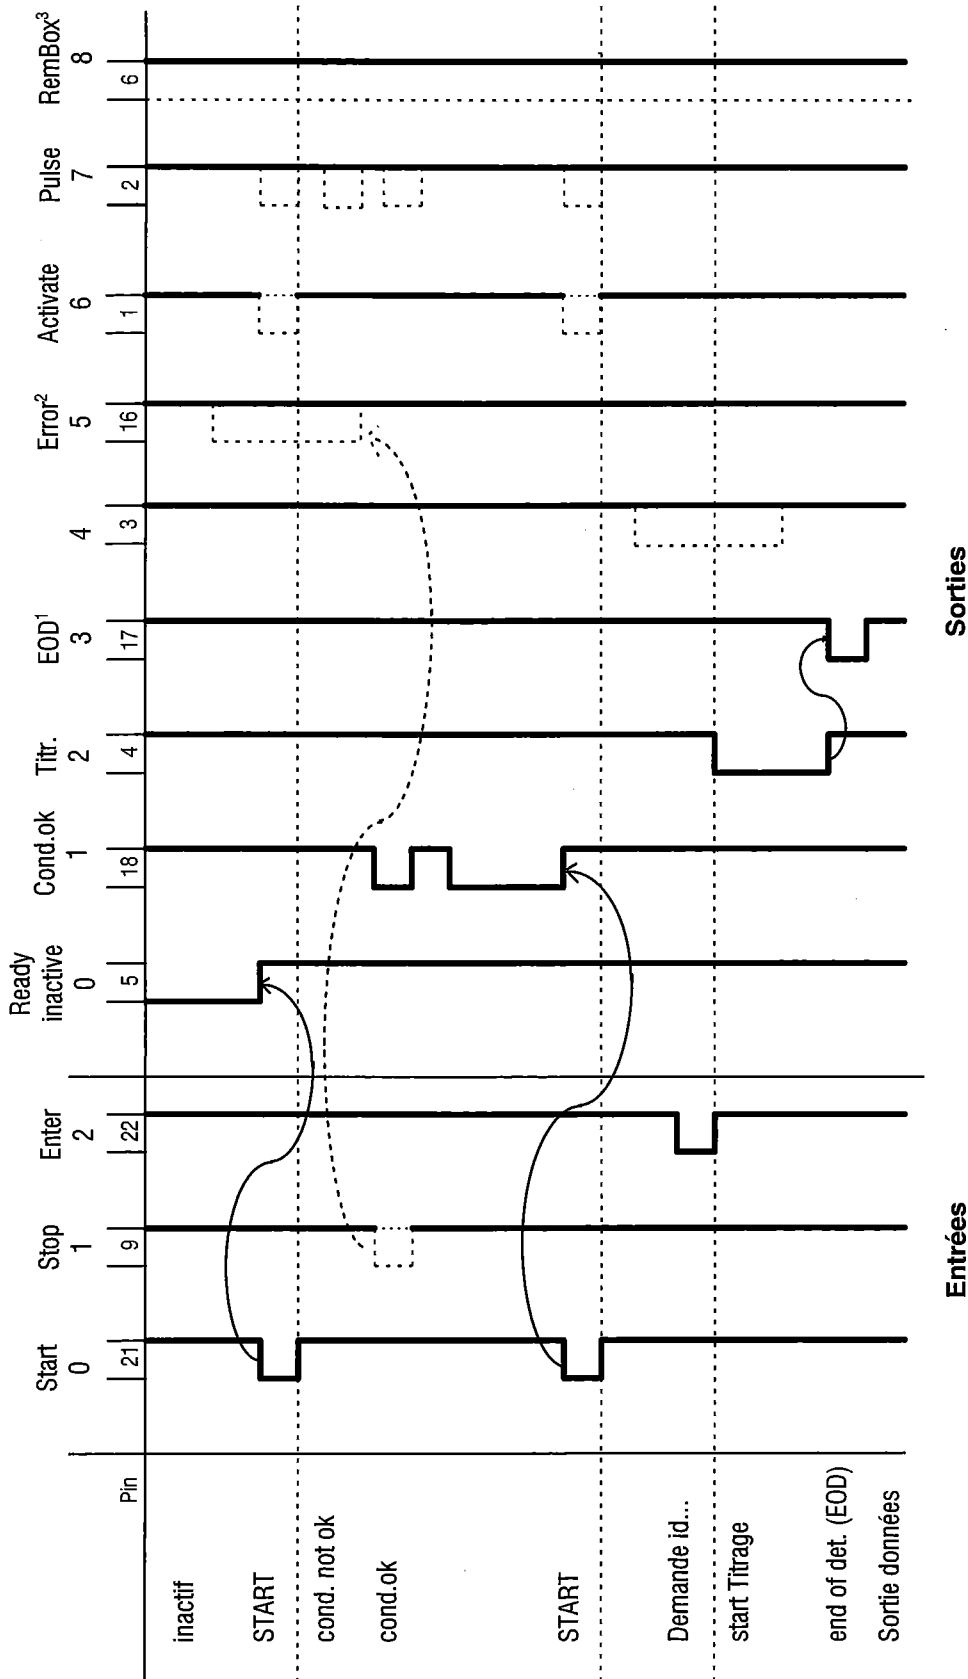 Pin
Start
0
21
Stop
1
9
Enter
2
22
Ready
inactive
0
5
Cond.ok
1
18
Titr.
2
4
EOD¹
3
17
4
3
Error²
5
16
Activate
6
1
Pulse
7
2
RemBox³
8
6
inactif
START
cond. not ok
cond.ok
START
Demande id...
start Titrage
end of det. (EOD)
Sortie données
Entrées
Sorties